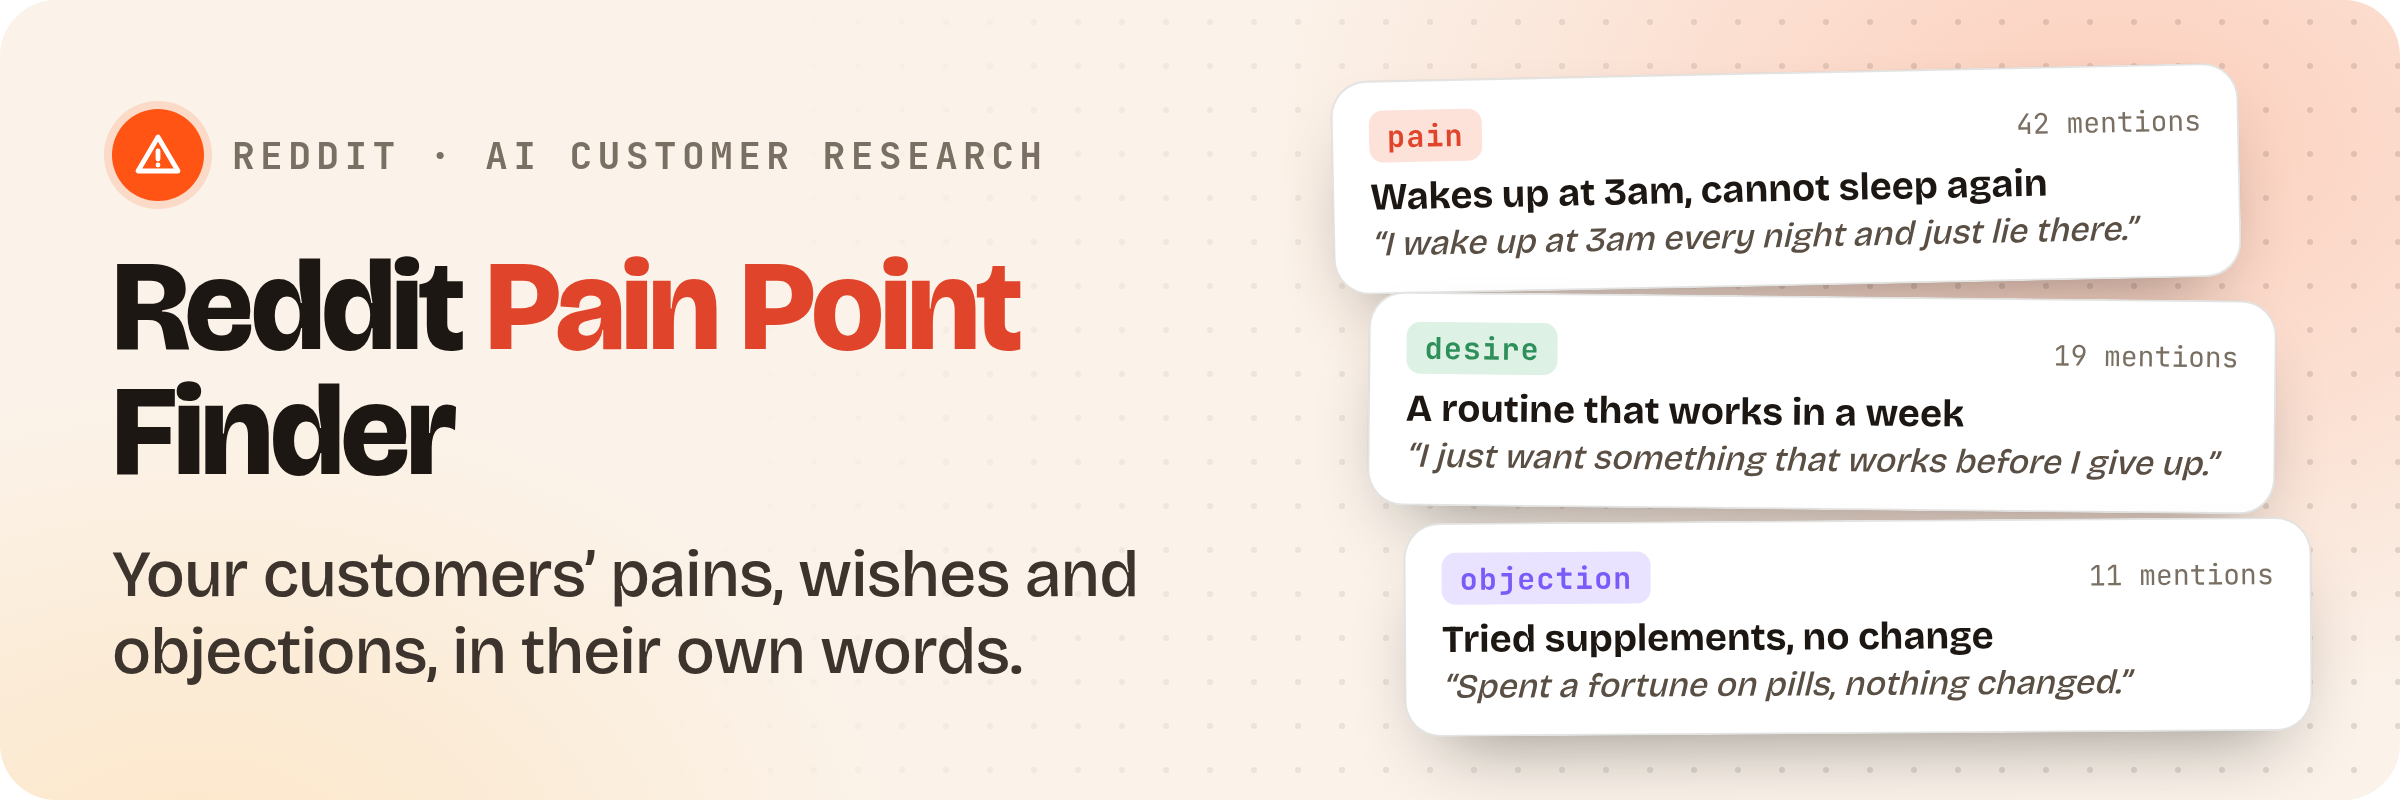 REDDIT · AI CUSTOMER RESEARCH
Reddit Pain Point
Finder
Your customers’ pains, wishes and
objections, in their own words.
pain
42 mentions
Wakes up at 3am, cannot sleep again
“I wake up at 3am every night and just lie there.”
desire
19 mentions
A routine that works in a week
“I just want something that works before I give up.”
objection
11 mentions
Tried supplements, no change
“Spent a fortune on pills, nothing changed.”